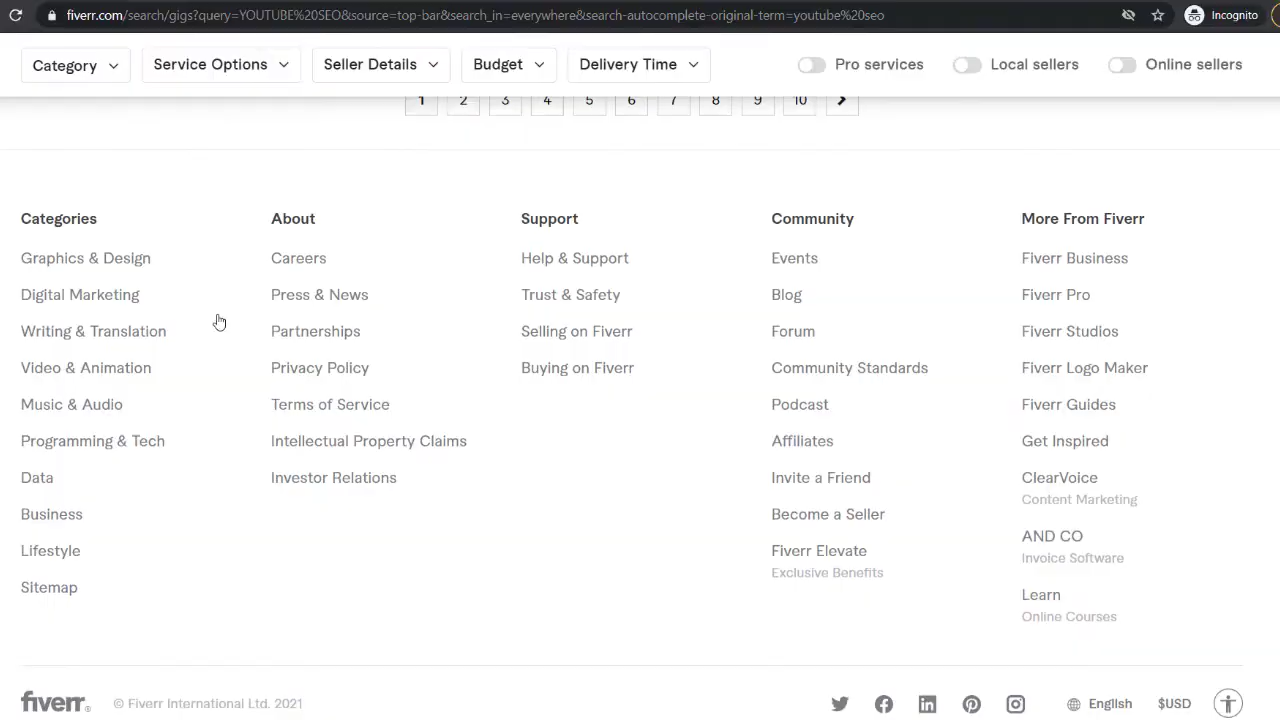 fiverr.com/search/gigs?query=YOUTUBE%20SEO&source=top-bar&search_in=everywhere&search-autocomplete-original-term=youtube%20seo
Incognito
Category
Service Options
Seller Details
Budget
Delivery Time
Pro services
Local sellers
Online sellers
1 2 3 4 5 6 7 8 9 10
Categories
Graphics & Design
Digital Marketing
Writing & Translation
Video & Animation
Music & Audio
Programming & Tech
Data
Business
Lifestyle
Sitemap
About
Careers
Press & News
Partnerships
Privacy Policy
Terms of Service
Intellectual Property Claims
Investor Relations
Support
Help & Support
Trust & Safety
Selling on Fiverr
Buying on Fiverr
Community
Events
Blog
Forum
Community Standards
Podcast
Affiliates
Invite a Friend
Become a Seller
Fiverr Elevate
Exclusive Benefits
More From Fiverr
Fiverr Business
Fiverr Pro
Fiverr Studios
Fiverr Logo Maker
Fiverr Guides
Get Inspired
ClearVoice
Content Marketing
AND CO
Invoice Software
Learn
Online Courses
fiverr®
© Fiverr International Ltd. 2021
English
$USD